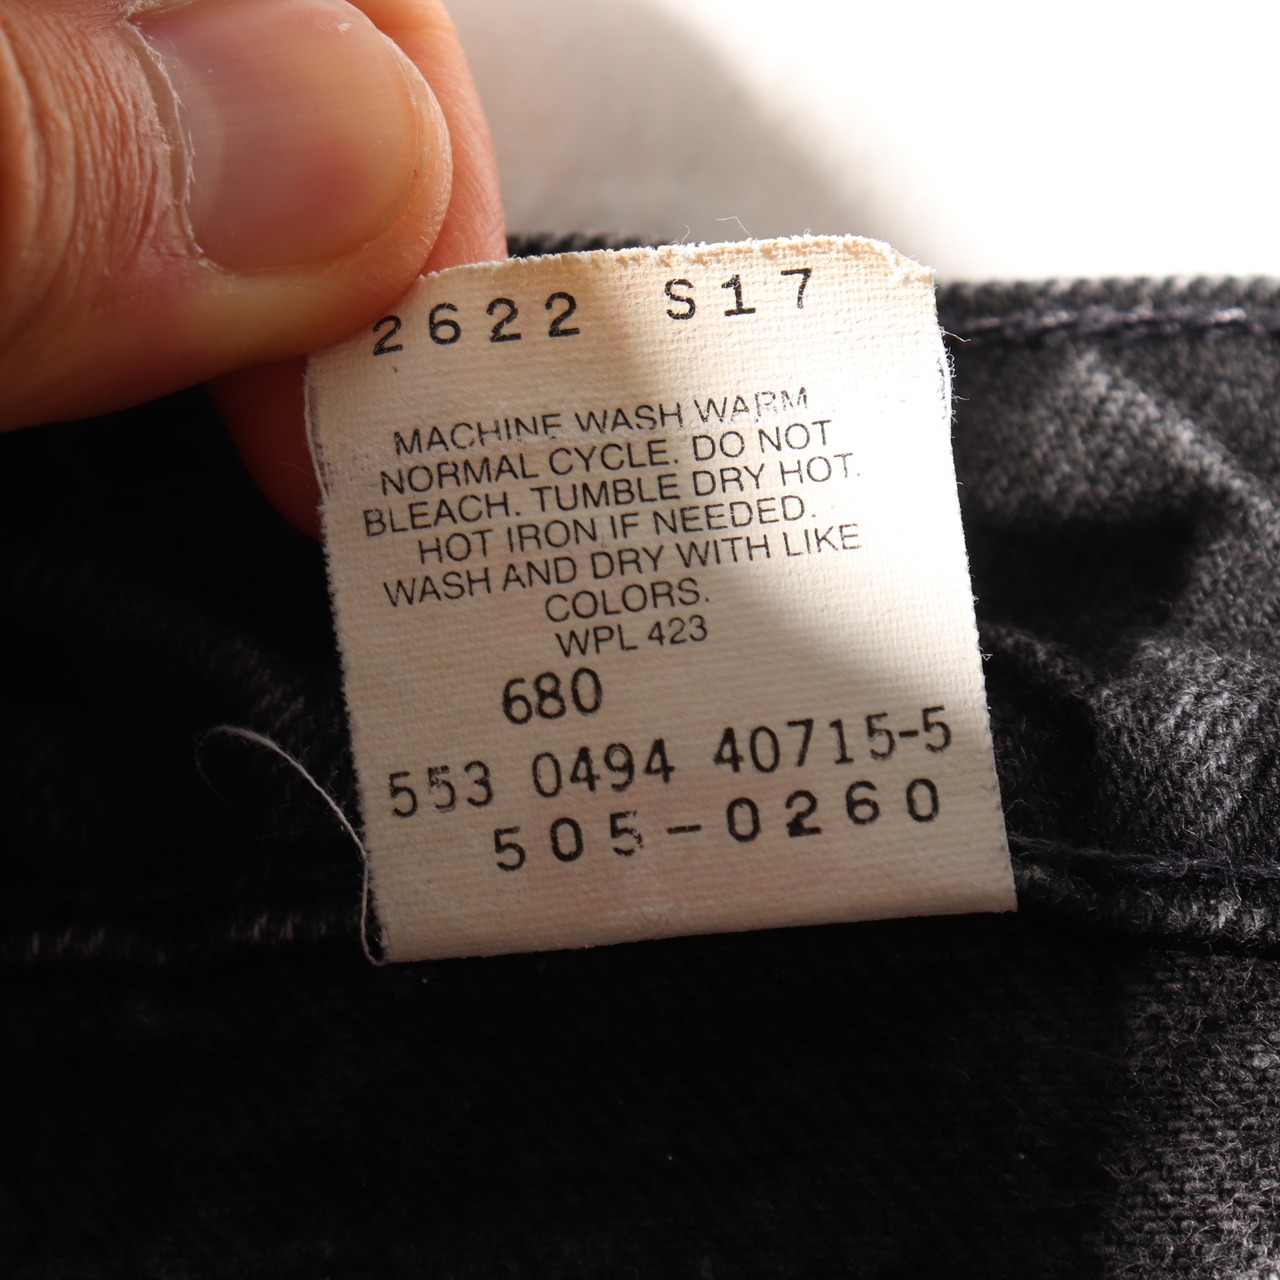 2622 S17
MACHINE WASH WARM
NORMAL CYCLE. DO NOT
BLEACH. TUMBLE DRY HOT.
HOT IRON IF NEEDED.
WASH AND DRY WITH LIKE
COLORS.
WPL 423
680
553 0494 40715-5
505-0260